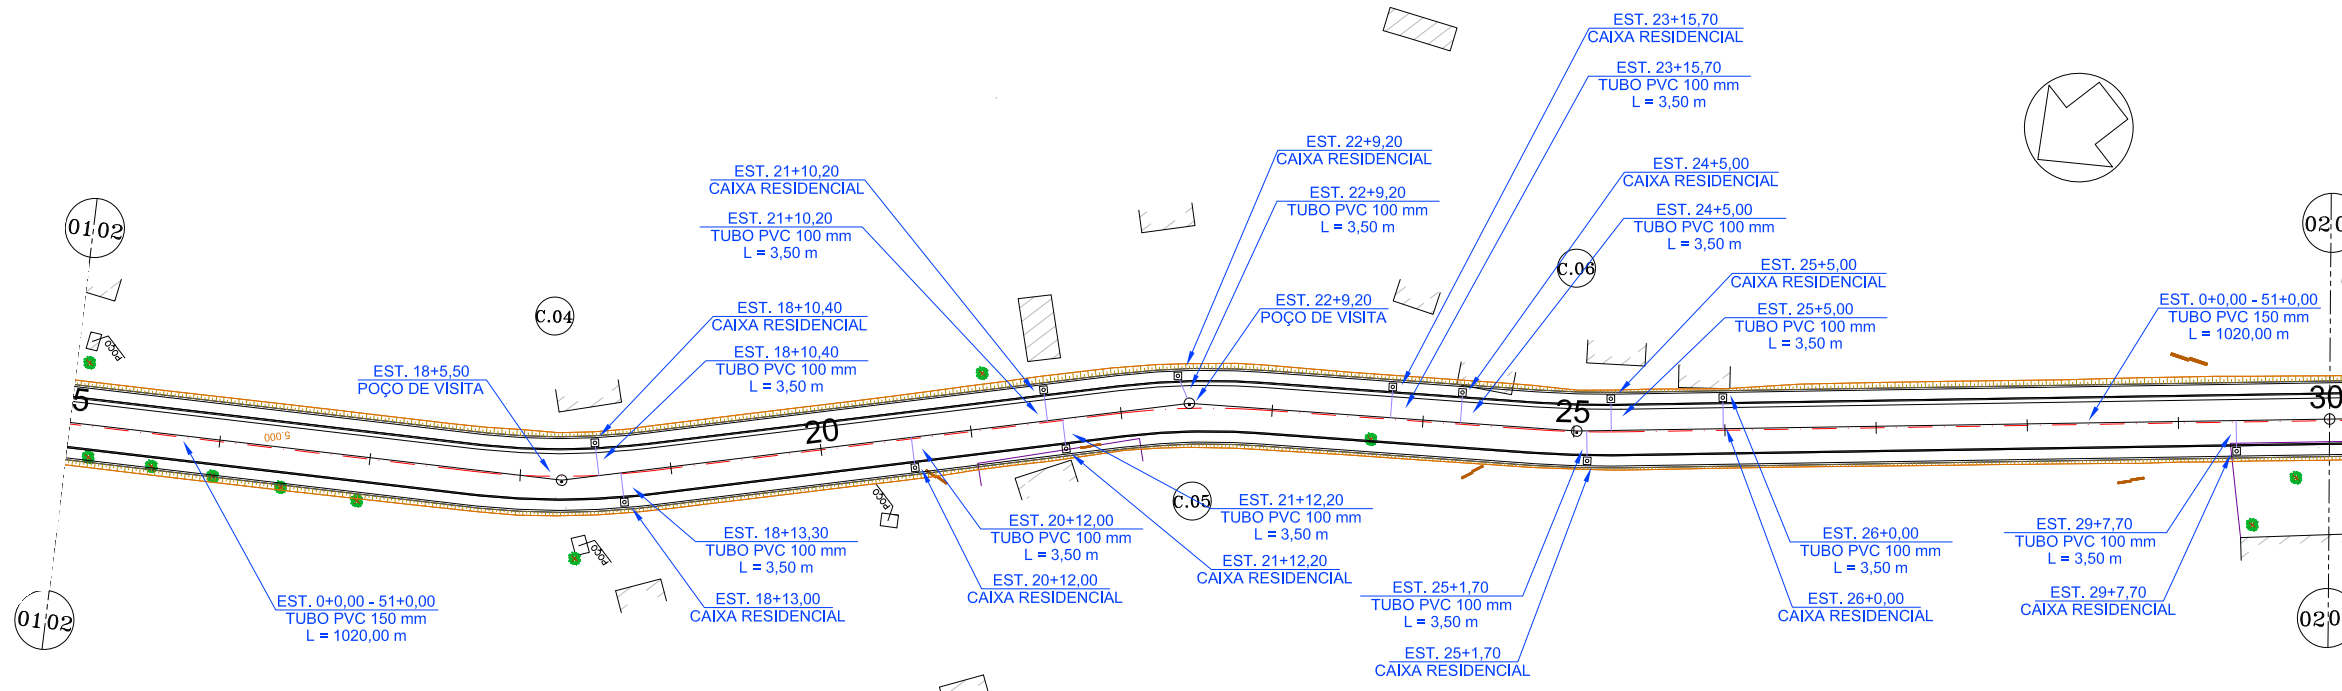 EST. 23+15,70
CAIXA RESIDENCIAL
EST. 23+15,70
TUBO PVC 100 mm
L = 3,50 m
EST. 22+9,20
CAIXA RESIDENCIAL
EST. 22+9,20
TUBO PVC 100 mm
L = 3,50 m
EST. 24+5,00
CAIXA RESIDENCIAL
EST. 24+5,00
TUBO PVC 100 mm
L = 3,50 m
EST. 21+10,20
CAIXA RESIDENCIAL
EST. 21+10,20
TUBO PVC 100 mm
L = 3,50 m
01 02
02 0
C.04
C.06
EST. 25+5,00
CAIXA RESIDENCIAL
EST. 25+5,00
TUBO PVC 100 mm
L = 3,50 m
EST. 22+9,20
POÇO DE VISITA
EST. 0+0,00 - 51+0,00
TUBO PVC 150 mm
L = 1020,00 m
EST. 18+10,40
CAIXA RESIDENCIAL
EST. 18+10,40
TUBO PVC 100 mm
L = 3,50 m
EST. 18+5,50
POÇO DE VISITA
POÇO
5
20
25
30
5.000
POÇO
POÇO
C.05
EST. 21+12,20
TUBO PVC 100 mm
L = 3,50 m
EST. 21+12,20
CAIXA RESIDENCIAL
EST. 20+12,00
TUBO PVC 100 mm
L = 3,50 m
EST. 20+12,00
CAIXA RESIDENCIAL
EST. 18+13,30
TUBO PVC 100 mm
L = 3,50 m
EST. 18+13,00
CAIXA RESIDENCIAL
EST. 0+0,00 - 51+0,00
TUBO PVC 150 mm
L = 1020,00 m
EST. 25+1,70
TUBO PVC 100 mm
L = 3,50 m
EST. 25+1,70
CAIXA RESIDENCIAL
EST. 26+0,00
TUBO PVC 100 mm
L = 3,50 m
EST. 26+0,00
CAIXA RESIDENCIAL
EST. 29+7,70
TUBO PVC 100 mm
L = 3,50 m
EST. 29+7,70
CAIXA RESIDENCIAL
01 02
020